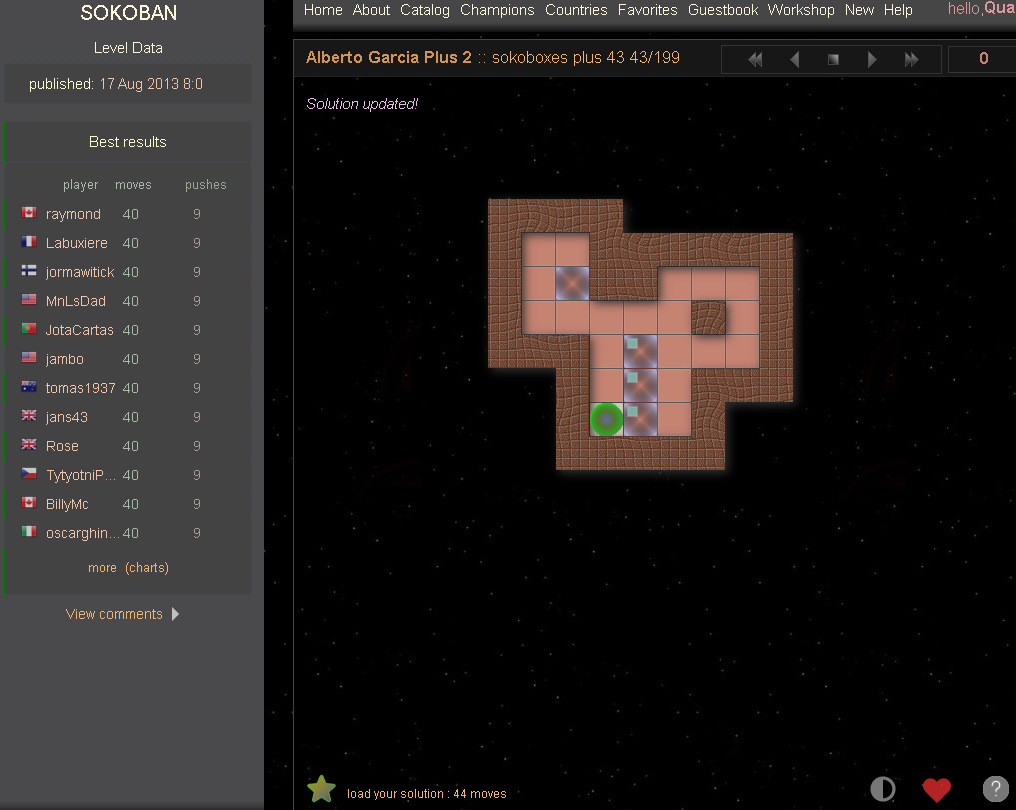 SOKOBAN
Level Data
published: 17 Aug 2013 8:0
Best results
player moves pushes
raymond 40 9
Labuxiere 40 9
jormawitick 40 9
MnLsDad 40 9
JotaCartas 40 9
jambo 40 9
tomas1937 40 9
jans43 40 9
Rose 40 9
TytyotniP... 40 9
BillyMc 40 9
oscarghin... 40 9
more (charts)
View comments
Home About Catalog Champions Countries Favorites Guestbook Workshop New Help hello,Qua
Alberto Garcia Plus 2 :: sokoboxes plus 43 43/199
0
Solution updated!
load your solution : 44 moves
?